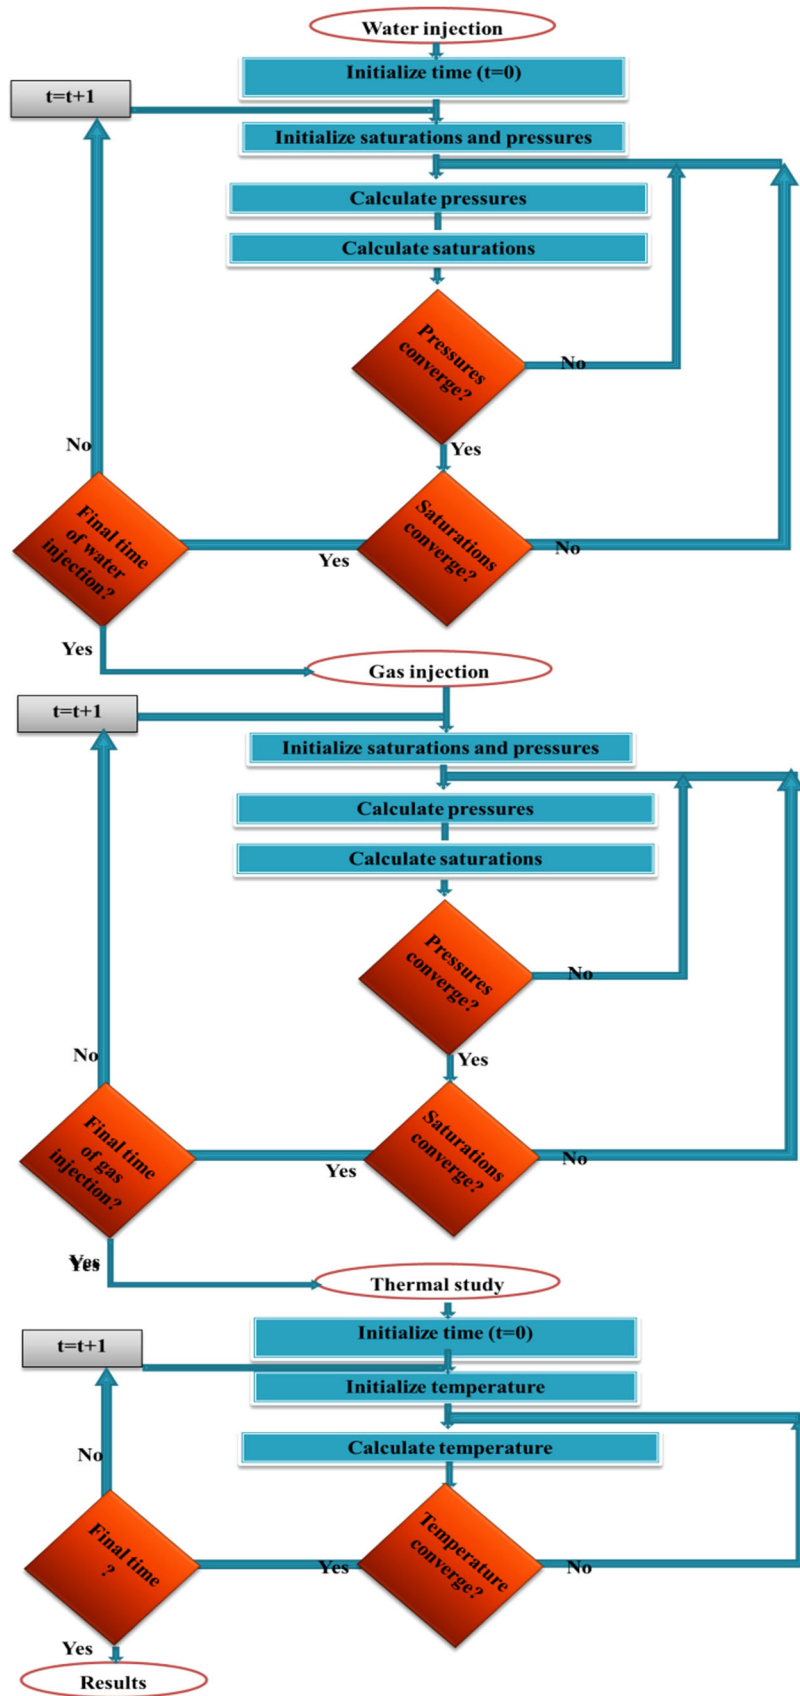 Water injection
Initialize time (t=0)
t=t+1
Initialize saturations and pressures
Calculate pressures
Calculate saturations
Pressures
converge?
No
Yes
No
Final time
of water
injection?
Yes
Saturations
converge?
No
Yes
Gas injection
t=t+1
Initialize saturations and pressures
Calculate pressures
Calculate saturations
Pressures
converge?
No
Yes
No
Final time
of gas
injection?
Yes
Saturations
converge?
No
Yes
Yes
Thermal study
Initialize time (t=0)
t=t+1
Initialize temperature
Calculate temperature
No
Final time
?
Yes
Temperature
converge?
No
Yes
Results